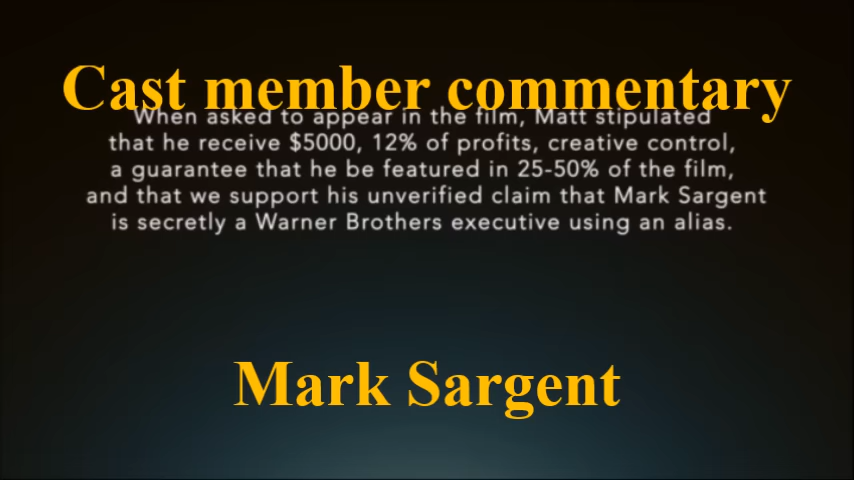 Cast member commentary
When asked to appear in the film, Matt stipulated
that he receive $5000, 12% of profits, creative control,
a guarantee that he be featured in 25-50% of the film,
and that we support his unverified claim that Mark Sargent
is secretly a Warner Brothers executive using an alias.
Mark Sargent